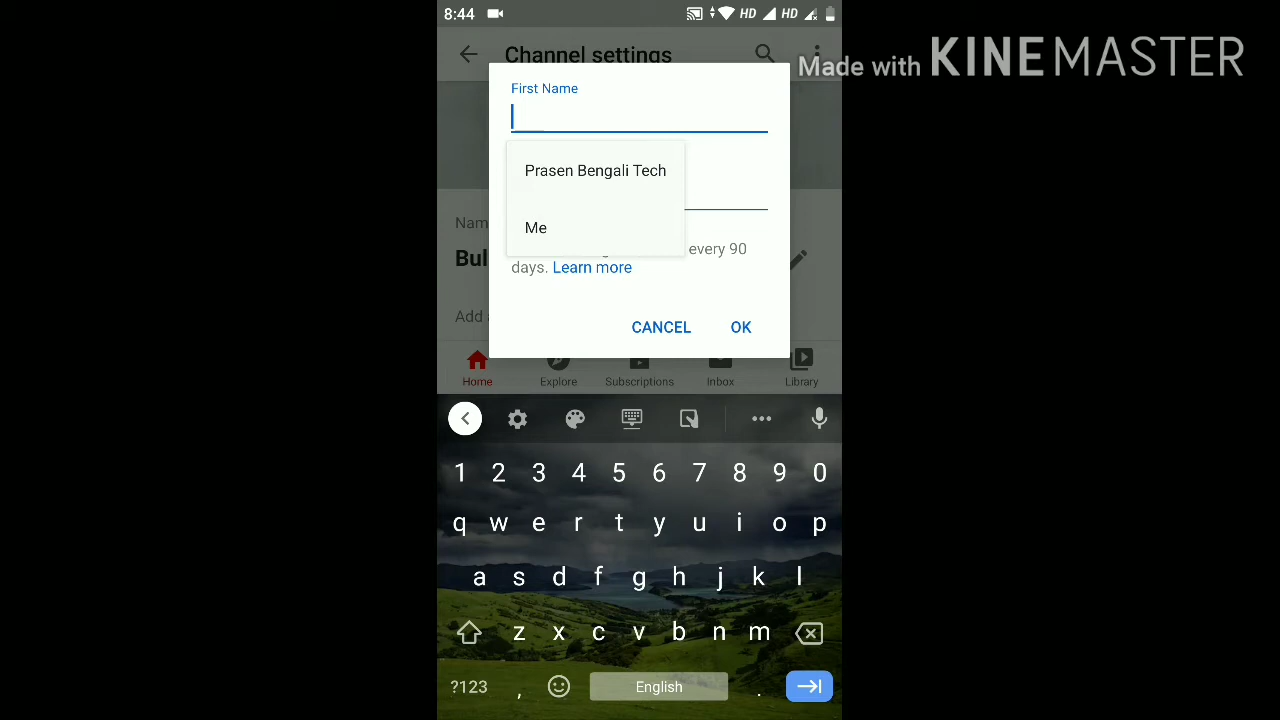 8:44
HD
HD
Channel settings
Made with KINEMASTER
First Name
Prasen Bengali Tech
Nam
Me
Bul
every 90
days. Learn more
Add
CANCEL OK
Home Explore Subscriptions Inbox Library
1 2 3 4 5 6 7 8 9 0
q w e r t y u i o p
a s d f g h j k l
z x c v b n m
?123 , English .